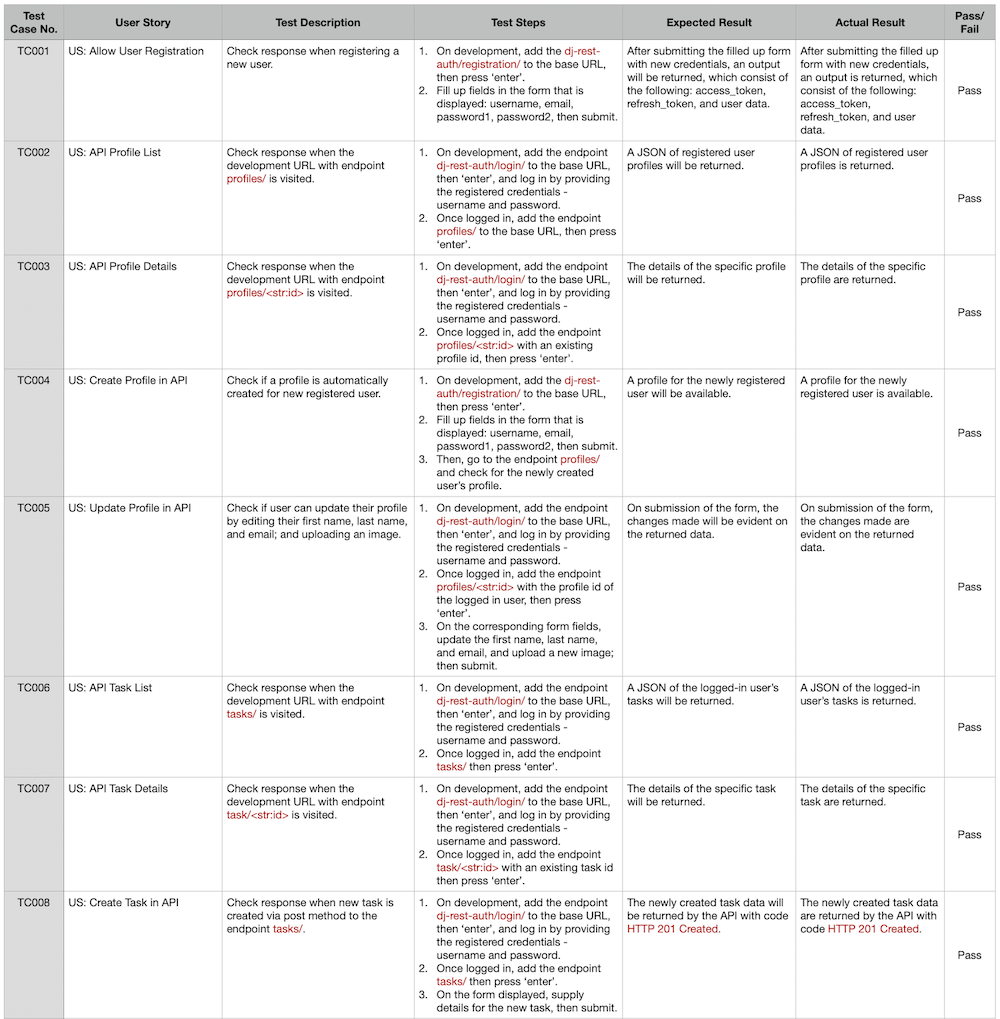 Test Case No.
User Story
Test Description
Test Steps
Expected Result
Actual Result
Pass/
Fail
TC001
US: Allow User Registration
Check response when registering a
new user.
1. On development, add the dj-rest-
auth/registration/ to the base URL,
then press ‘enter’.
2. Fill up fields in the form that is
displayed: username, email,
password1, password2, then submit.
After submitting the filled up form
with new credentials, an output
will be returned, which consist of
the following: access_token,
refresh_token, and user data.
After submitting the filled up
form with new credentials,
an output is returned, which
consist of the following:
access_token,
refresh_token, and user
data.
Pass
TC002
US: API Profile List
Check response when the
development URL with endpoint
profiles/ is visited.
1. On development, add the endpoint
dj-rest-auth/login/ to the base URL,
then ‘enter’, and log in by providing
the registered credentials -
username and password.
2. Once logged in, add the endpoint
profiles/ to the base URL, then press
‘enter’.
A JSON of registered user
profiles will be returned.
A JSON of registered user
profiles is returned.
Pass
TC003
US: API Profile Details
Check response when the
development URL with endpoint
profiles/<str:id> is visited.
1. On development, add the endpoint
dj-rest-auth/login/ to the base URL,
then ‘enter’, and log in by providing
the registered credentials -
username and password.
2. Once logged in, add the endpoint
profiles/<str:id> with an existing
profile id, then press ‘enter’.
The details of the specific profile
will be returned.
The details of the specific
profile are returned.
Pass
TC004
US: Create Profile in API
Check if a profile is automatically
created for new registered user.
1. On development, add the dj-rest-
auth/registration/ to the base URL,
then press ‘enter’.
2. Fill up fields in the form that is
displayed: username, email,
password1, password2, then submit.
3. Then, go to the endpoint profiles/
and check for the newly created
user’s profile.
A profile for the newly registered
user will be available.
A profile for the newly
registered user is available.
Pass
TC005
US: Update Profile in API
Check if user can update their profile
by editing their first name, last name,
and email; and uploading an image.
1. On development, add the endpoint
dj-rest-auth/login/ to the base URL,
then ‘enter’, and log in by providing
the registered credentials -
username and password.
2. Once logged in, add the endpoint
profiles/<str:id> with the profile id of
the logged in user, then press
‘enter’.
3. On the corresponding form fields,
update the first name, last name,
and email, and upload a new image;
then submit.
On submission of the form, the
changes made will be evident on
the returned data.
On submission of the form,
the changes made are
evident on the returned
data.
Pass
TC006
US: API Task List
Check response when the
development URL with endpoint
tasks/ is visited.
1. On development, add the endpoint
dj-rest-auth/login/ to the base URL,
then ‘enter’, and log in by providing
the registered credentials -
username and password.
2. Once logged in, add the endpoint
tasks/ then press ‘enter’.
A JSON of the logged-in user’s
tasks will be returned.
A JSON of the logged-in
user’s tasks is returned.
Pass
TC007
US: API Task Details
Check response when the
development URL with endpoint
task/<str:id> is visited.
1. On development, add the endpoint
dj-rest-auth/login/ to the base URL,
then ‘enter’, and log in by providing
the registered credentials -
username and password.
2. Once logged in, add the endpoint
task/<str:id> with an existing task id
then press ‘enter’.
The details of the specific task
will be returned.
The details of the specific
task are returned.
Pass
TC008
US: Create Task in API
Check response when new task is
created via post method to the
endpoint tasks/.
1. On development, add the endpoint
dj-rest-auth/login/ to the base URL,
then ‘enter’, and log in by providing
the registered credentials -
username and password.
2. Once logged in, add the endpoint
tasks/ then press ‘enter’.
3. On the form displayed, supply
details for the new task, then submit.
The newly created task data will
be returned by the API with code
HTTP 201 Created.
The newly created task data
are returned by the API with
code HTTP 201 Created.
Pass